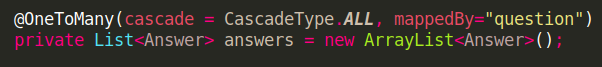 @OneToMany(cascade = CascadeType.ALL, mappedBy="question")
private List<Answer> answers = new ArrayList<Answer>();